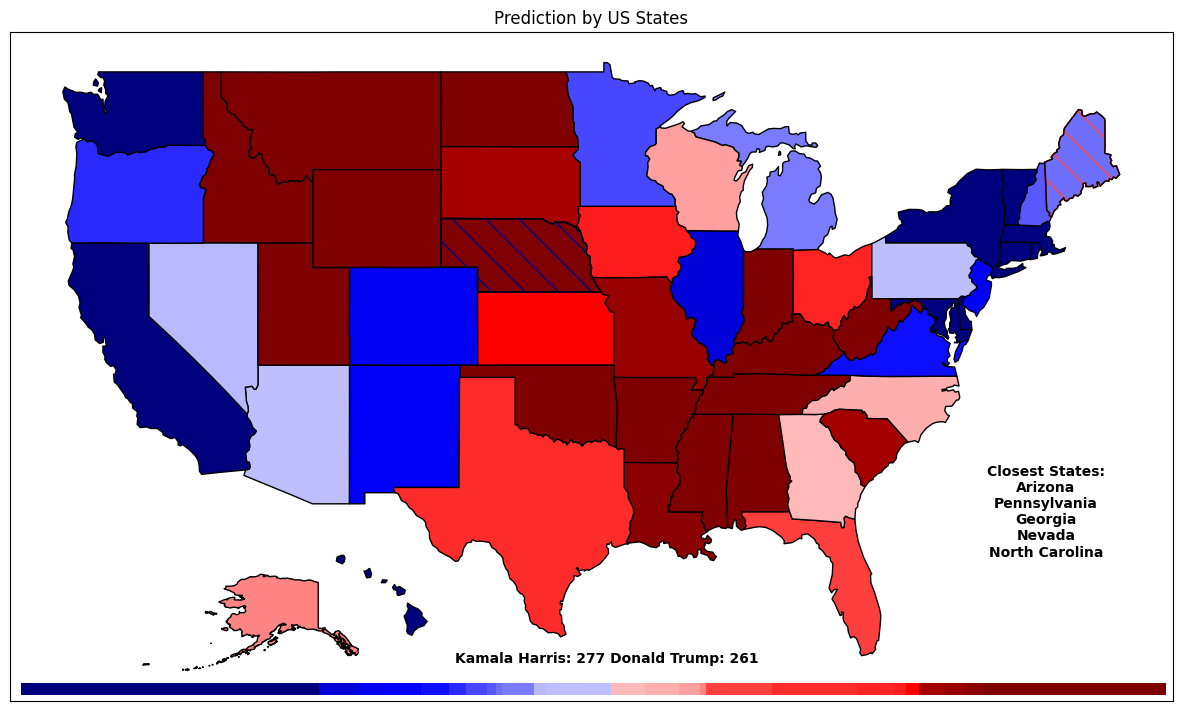 Prediction by US States
Closest States:
Arizona
Pennsylvania
Georgia
Nevada
North Carolina
Kamala Harris: 277 Donald Trump: 261